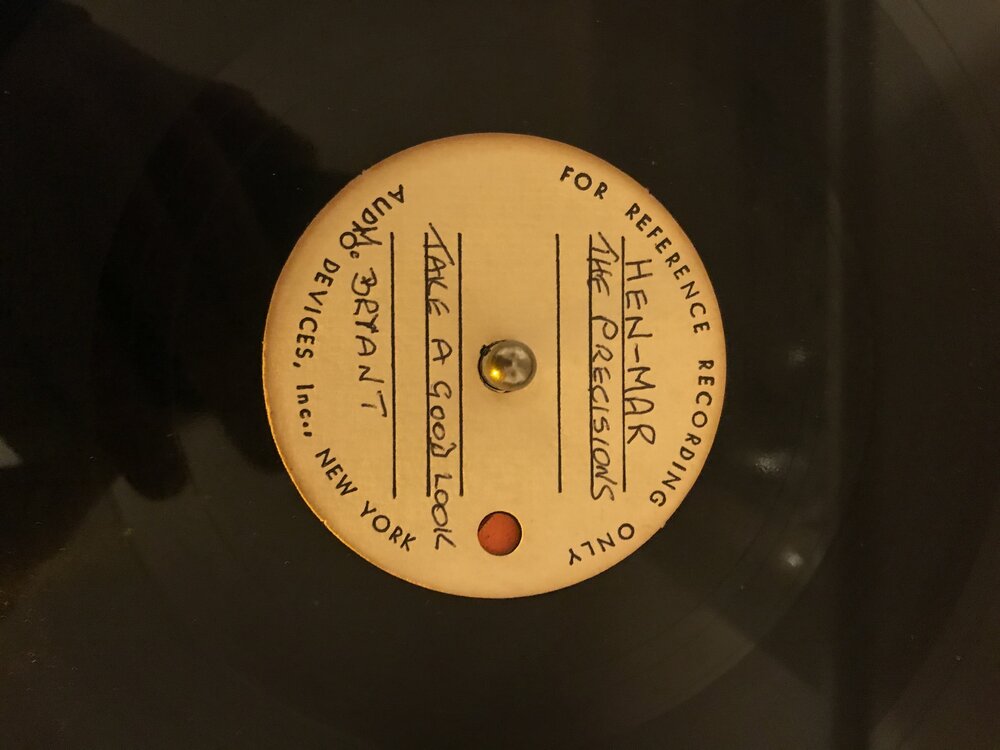 FOR REFERENCE RECORDING ONLY
HEN-MAR
THE PRECISIONS
TAKE A GOOD LOOK
M. BRYANT
AUDIO DEVICES, Inc., NEW YORK